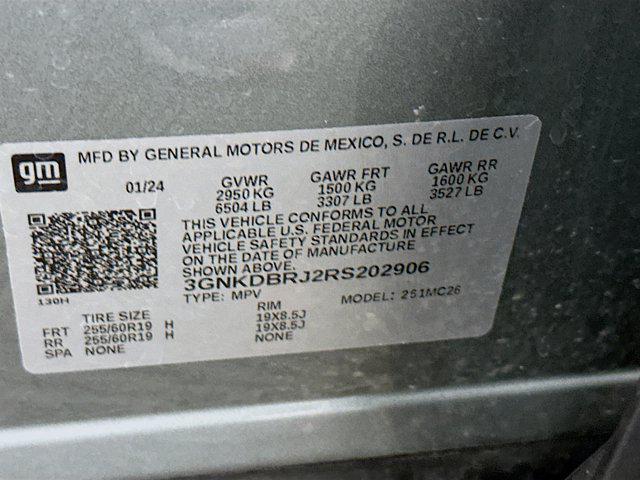 gm MFD BY GENERAL MOTORS DE MEXICO, S. DE R.L. DE C.V.
01/24 GVWR GAWR FRT GAWR RR
2950 KG 1500 KG 1600 KG
6504 LB 3307 LB 3527 LB
THIS VEHICLE CONFORMS TO ALL
APPLICABLE U.S. FEDERAL MOTOR
VEHICLE SAFETY STANDARDS IN EFFECT
ON THE DATE OF MANUFACTURE
SHOWN ABOVE.
3GNKDBRJ2RS202906
130H TYPE: MPV MODEL: 251MC26
TIRE SIZE RIM
FRT 255/60R19 H 19X8.5J
RR 255/60R19 H 19X8.5J
SPA NONE NONE